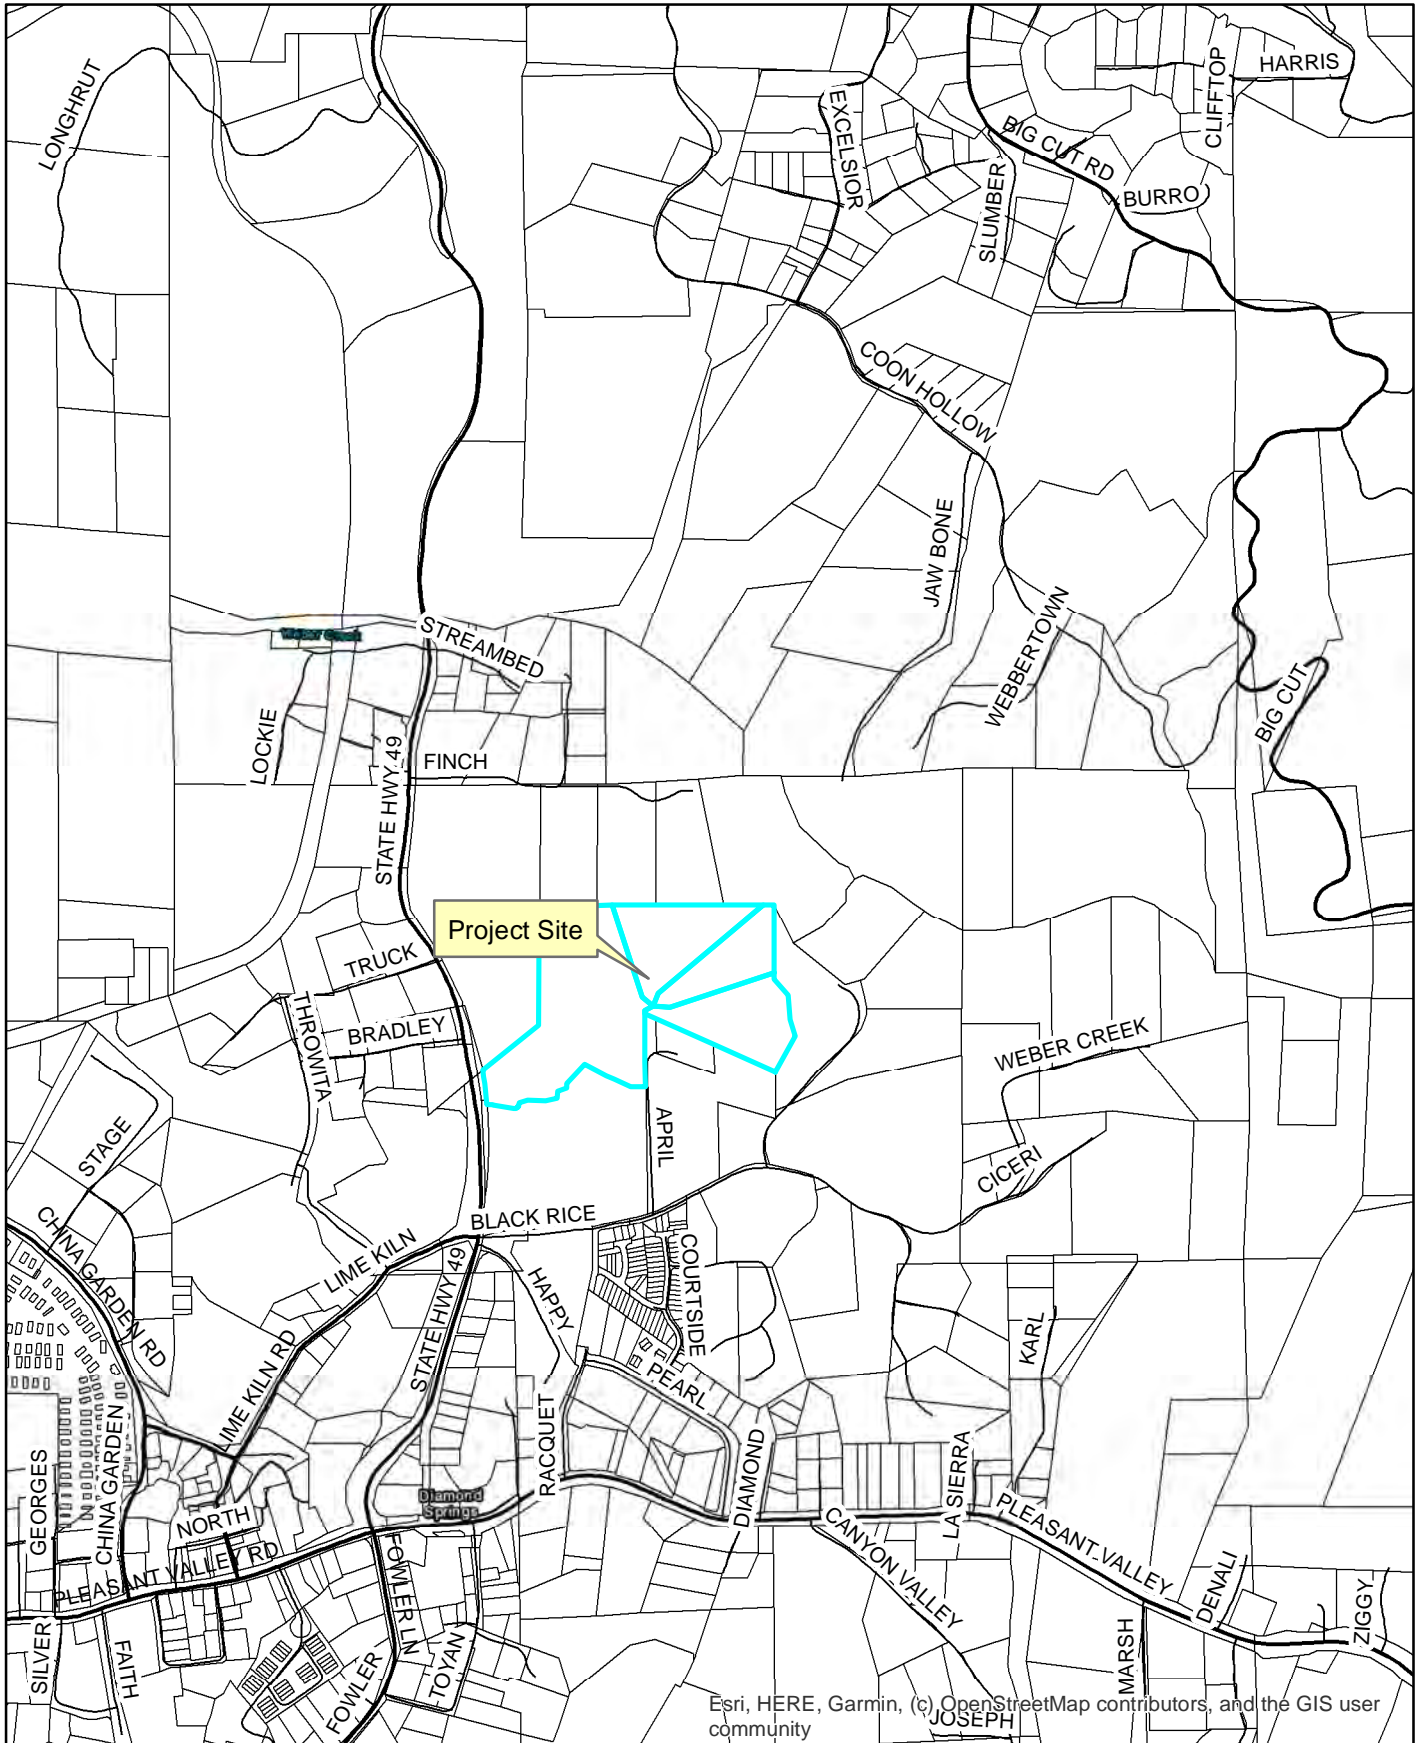 LONGHRUT
EXCELSIOR
CLIFFTOP
HARRIS
BIG CUT RD
BURRO
SLUMBER
COON HOLLOW
JAW BONE
WEBBERTOWN
BIG CUT
Weber Creek
STREAMBED
LOCKIE
STATE HWY 49
FINCH
Project Site
TRUCK
THROWITA
BRADLEY
WEBER CREEK
STAGE
APRIL
CICERI
CHINA GARDEN RD
BLACK RICE
LIME KILN
STATE HWY 49
HAPPY
COURTSIDE
KARL
LIME KILN RD
PEARL
RACQUET
CHINA GARDEN
GEORGES
DIAMOND
LA SIERRA
Diamond
Springs
NORTH
PLEASANT VALLEY RD
FOWLER LN
CANYON VALLEY
PLEASANT VALLEY
DENALI
ZIGGY
SILVER
FAITH
FOWLER
TOYAN
MARSH
JOSEPH
Esri, HERE, Garmin, (c) OpenStreetMap contributors, and the GIS user
community